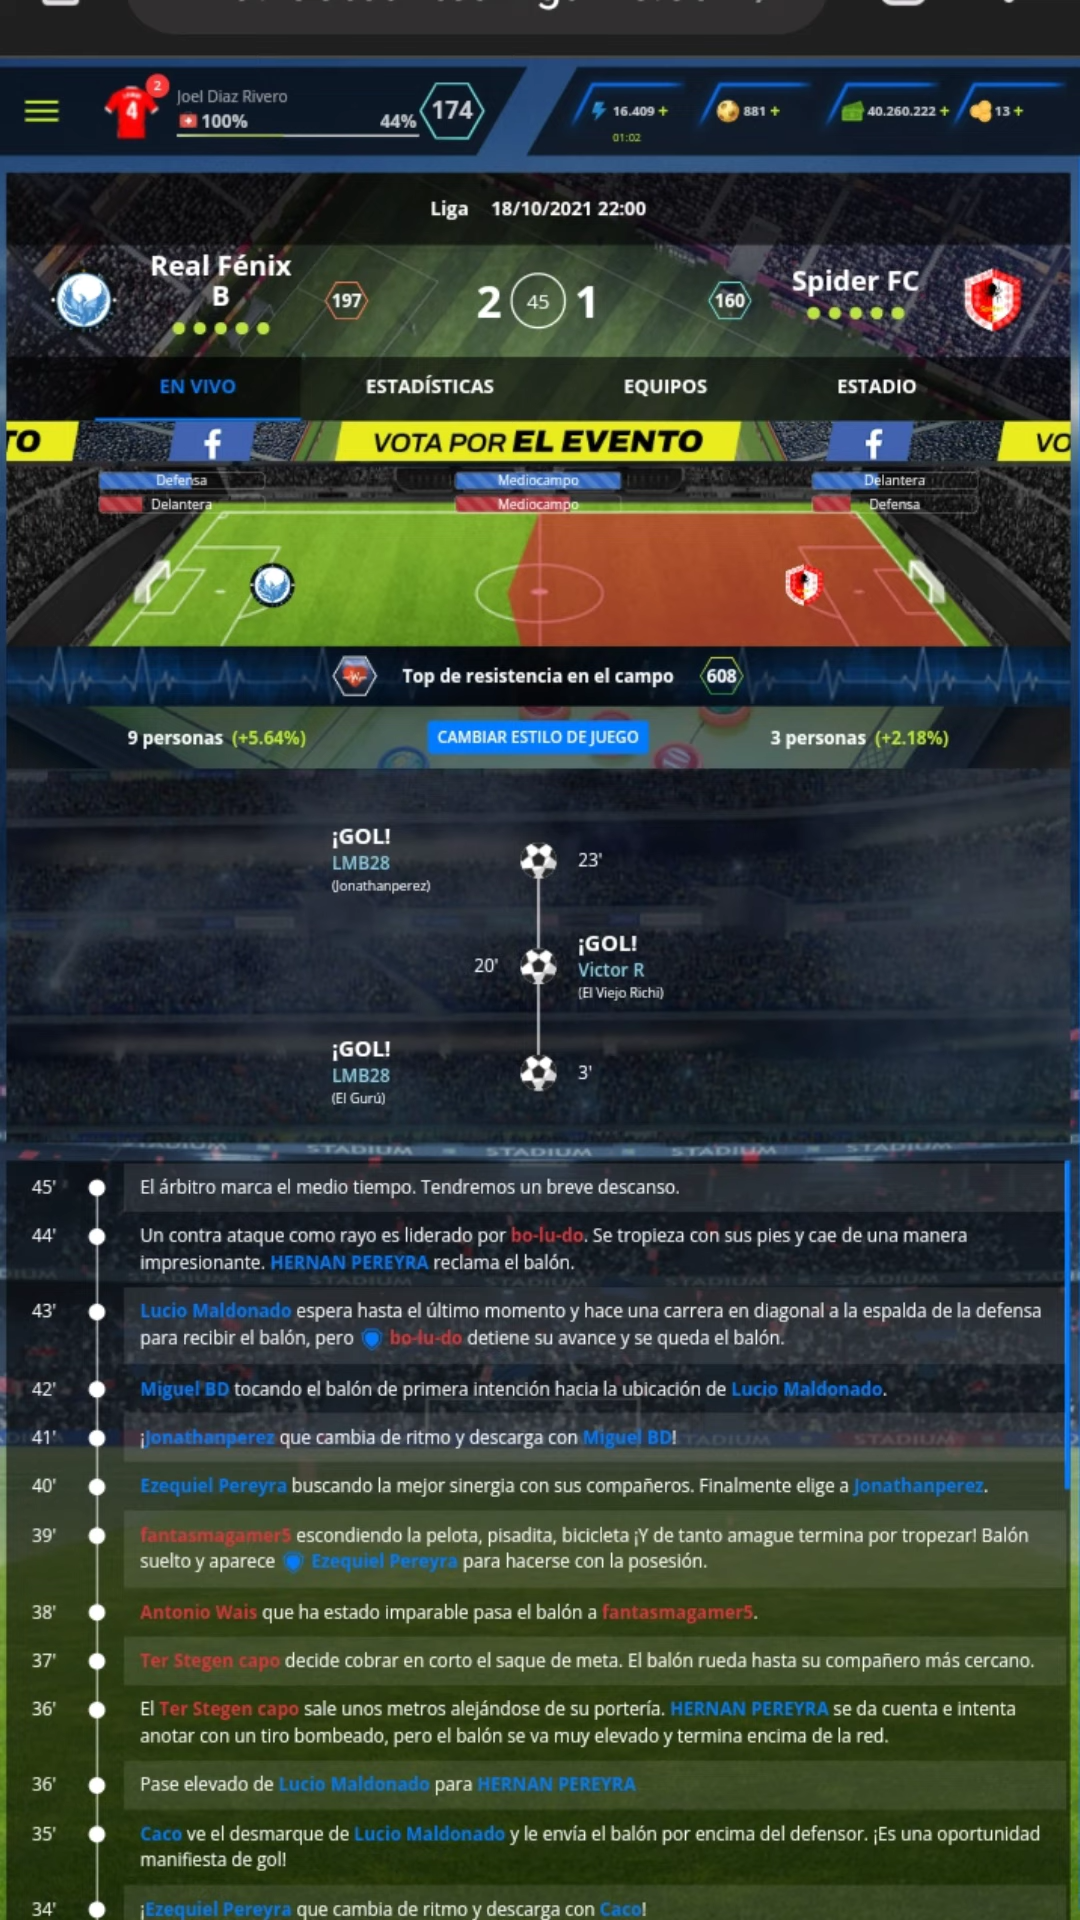 4
2
Joel Diaz Rivero
100%
44%
174
16.409 +
01:02
881 +
40.260.222 +
13 +
Liga 18/10/2021 22:00
Real Fénix
B
197
2 45 1
160
Spider FC
EN VIVO ESTADÍSTICAS EQUIPOS ESTADIO
TO f VOTA POR EL EVENTO f VO
Defensa Mediocampo Delantera
Delantera Mediocampo Defensa
Top de resistencia en el campo 608
9 personas (+5.64%) CAMBIAR ESTILO DE JUEGO 3 personas (+2.18%)
¡GOL!
LMB28
(Jonathanperez)
23'
20'
¡GOL!
Victor R
(El Viejo Richi)
¡GOL!
LMB28
(El Gurú)
3'
STADIUM STADIUM STADIUM STADIUM
45' El árbitro marca el medio tiempo. Tendremos un breve descanso.
44' Un contra ataque como rayo es liderado por bo-lu-do. Se tropieza con sus pies y cae de una manera
impresionante. HERNAN PEREYRA reclama el balón.
43' Lucio Maldonado espera hasta el último momento y hace una carrera en diagonal a la espalda de la defensa
para recibir el balón, pero bo-lu-do detiene su avance y se queda el balón.
42' Miguel BD tocando el balón de primera intención hacia la ubicación de Lucio Maldonado.
41' ¡Jonathanperez que cambia de ritmo y descarga con Miguel BD!
40' Ezequiel Pereyra buscando la mejor sinergia con sus compañeros. Finalmente elige a Jonathanperez.
39' fantasmagamer5 escondiendo la pelota, pisadita, bicicleta ¡Y de tanto amague termina por tropezar! Balón
suelto y aparece Ezequiel Pereyra para hacerse con la posesión.
38' Antonio Wais que ha estado imparable pasa el balón a fantasmagamer5.
37' Ter Stegen capo decide cobrar en corto el saque de meta. El balón rueda hasta su compañero más cercano.
36' El Ter Stegen capo sale unos metros alejándose de su portería. HERNAN PEREYRA se da cuenta e intenta
anotar con un tiro bombeado, pero el balón se va muy elevado y termina encima de la red.
36' Pase elevado de Lucio Maldonado para HERNAN PEREYRA
35' Caco ve el desmarque de Lucio Maldonado y le envía el balón por encima del defensor. ¡Es una oportunidad
manifiesta de gol!
34' ¡Ezequiel Pereyra que cambia de ritmo y descarga con Caco!